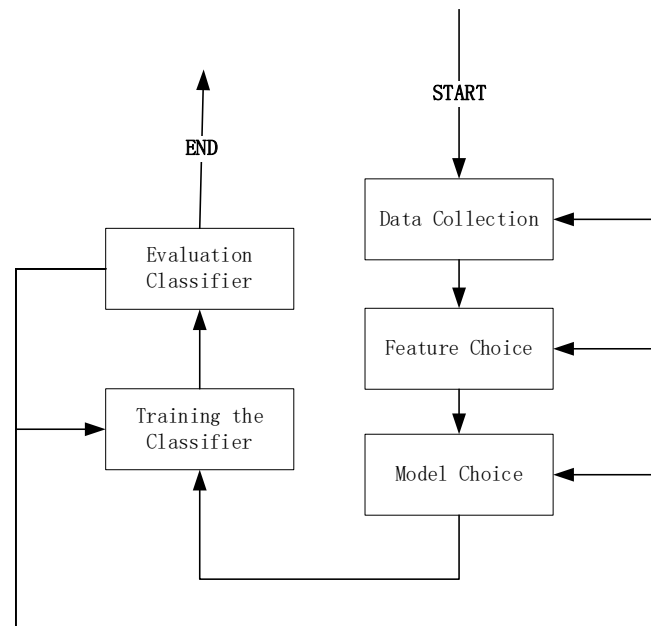 START
END
Data Collection
Evaluation
Classifier
Feature Choice
Training the
Classifier
Model Choice